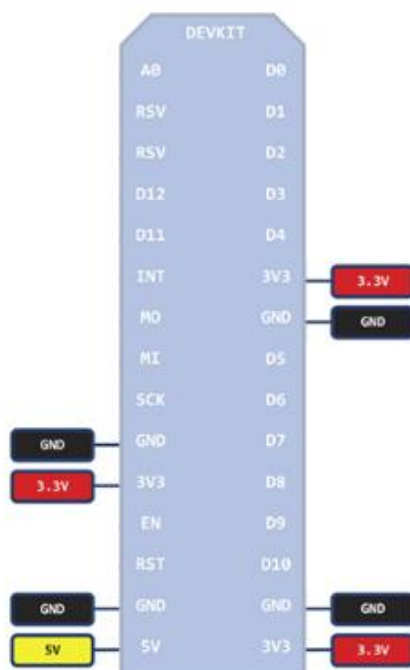 DEVKIT
A0 D0
RSV D1
RSV D2
D12 D3
D11 D4
INT 3V3 3.3V
MO GND GND
MI D5
SCK D6
GND GND D7
3.3V 3V3 D8
EN D9
RST D10
GND GND GND GND
5V 5V 3V3 3.3V